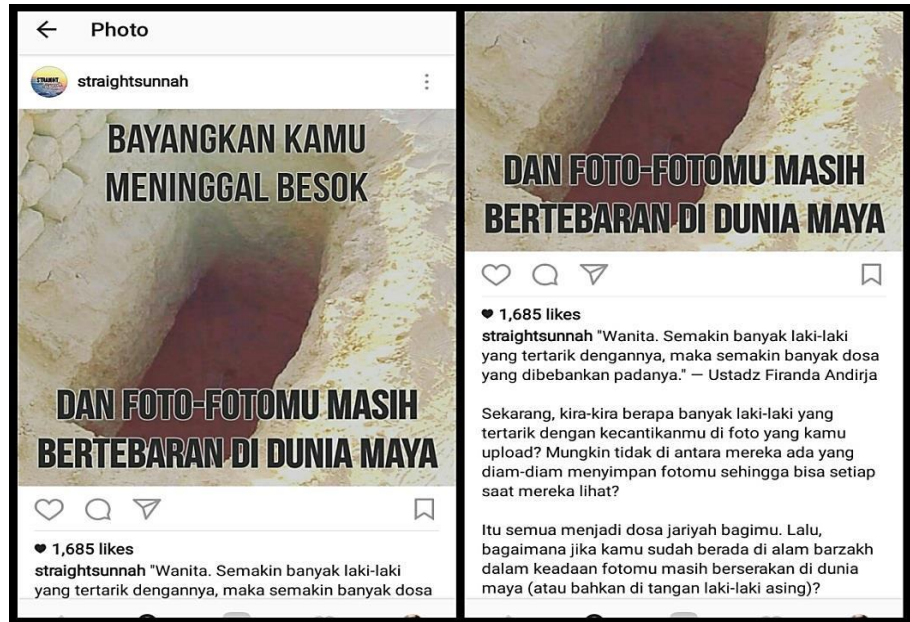 Photo
straightsunnah
BAYANGKAN KAMU
MENINGGAL BESOK
DAN FOTO-FOTOMU MASIH
BERTEBARAN DI DUNIA MAYA
1,685 likes
straightsunnah "Wanita. Semakin banyak laki-laki
yang tertarik dengannya, maka semakin banyak dosa
DAN FOTO-FOTOMU MASIH
BERTEBARAN DI DUNIA MAYA
1,685 likes
straightsunnah "Wanita. Semakin banyak laki-laki
yang tertarik dengannya, maka semakin banyak dosa
yang dibebankan padanya." — Ustadz Firanda Andirja
Sekarang, kira-kira berapa banyak laki-laki yang
tertarik dengan kecantikanmu di foto yang kamu
upload? Mungkin tidak di antara mereka ada yang
diam-diam menyimpan fotomu sehingga bisa setiap
saat mereka lihat?
Itu semua menjadi dosa jariyah bagimu. Lalu,
bagaimana jika kamu sudah berada di alam barzakh
dalam keadaan fotomu masih berserakan di dunia
maya (atau bahkan di tangan laki-laki asing)?